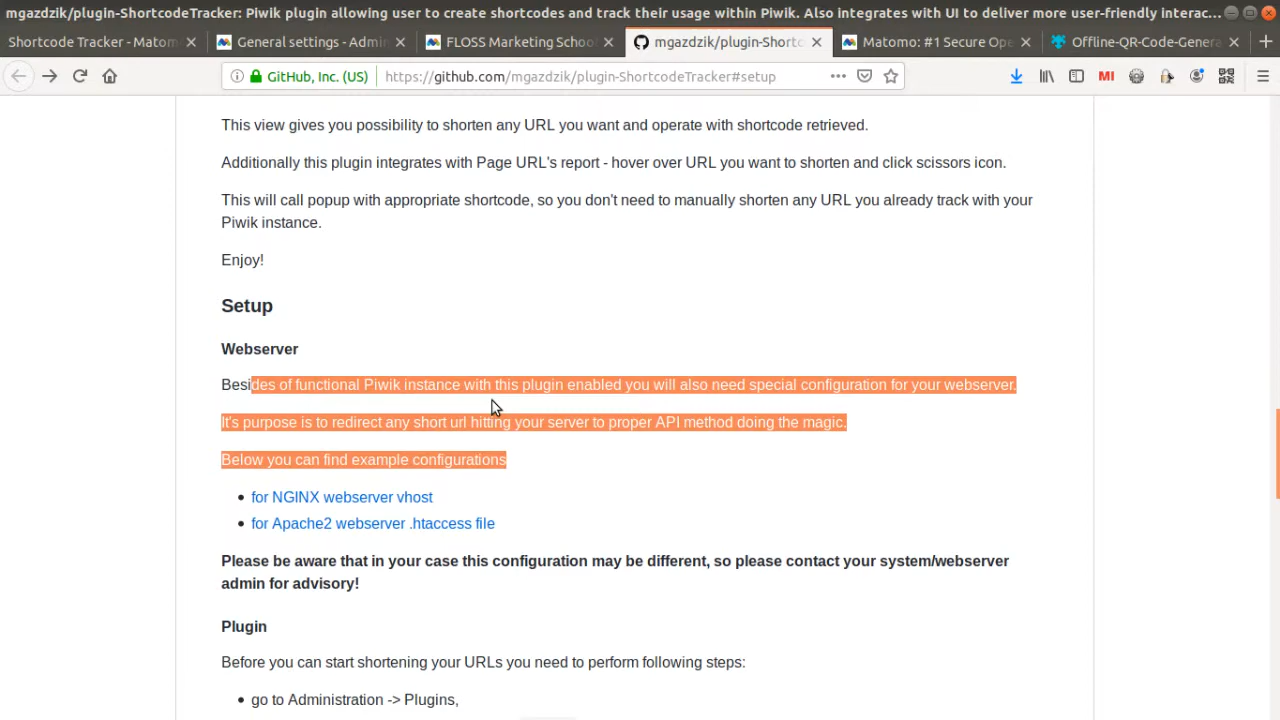 mgazdzik/plugin-ShortcodeTracker: Piwik plugin allowing user to create shortcodes and track their usage within Piwik. Also integrates with UI to deliver more user-friendly interac...
Shortcode Tracker - Matom
General settings - Admin
FLOSS Marketing School
mgazdzik/plugin-Shortc
Matomo: #1 Secure Ope
Offline-QR-Code-Genera
GitHub, Inc. (US)
https://github.com/mgazdzik/plugin-ShortcodeTracker#setup
MI
This view gives you possibility to shorten any URL you want and operate with shortcode retrieved.
Additionally this plugin integrates with Page URL's report - hover over URL you want to shorten and click scissors icon.
This will call popup with appropriate shortcode, so you don't need to manually shorten any URL you already track with your
Piwik instance.
Enjoy!
Setup
Webserver
Besides of functional Piwik instance with this plugin enabled you will also need special configuration for your webserver.
It's purpose is to redirect any short url hitting your server to proper API method doing the magic.
Below you can find example configurations
for NGINX webserver vhost
for Apache2 webserver .htaccess file
Please be aware that in your case this configuration may be different, so please contact your system/webserver
admin for advisory!
Plugin
Before you can start shortening your URLs you need to perform following steps:
go to Administration -> Plugins,